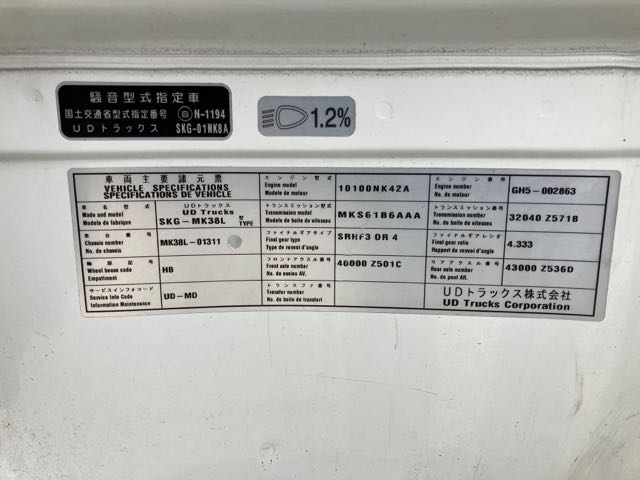 騒音型式指定車
国土交通省型式指定番号 N-1194
UDトラックス SKG-01NK8A
1.2%
車両主要諸元票
VEHICLE SPECIFICATIONS
SPECIFICATIONS DE VEHICLE
車名型式
Made and model
Modele de fabrique
UDトラックス
UD Trucks
SKG-MK38L 型 TYPE
車台番号
Chassis number
No. de chassis
MK38L-01311
軸距記号
Wheel base code
Empattement
HB
サービスインフォコード
Service Info Code
Information Maintenance
UD-MD
エンジン型式
Engine model
Modele de moteur
10100NK42A
トランスミッション型式
Transmission model
Modele de boite de vitesses
MKS61B6AAA
ファイナルギアタイプ
Final gear type
Type de renvoi d'angle
SRHF3 OR 4
フロントアクスル番号
Front axle number
No. de essieu AV.
40000 Z501C
トランスファ番号
Transfer number
No. de boite de transfert
エンジン番号
Engine number
No. de moteur
GH5-002863
トランスミッション番号
Transmission number
No. de boite de vitesses
32040 Z571B
ファイナルギアレシオ
Final gear ratio
Rapport de renvoi d'angle
4.333
リアアクスル番号
Rear axle number
No. de pont AR.
43000 Z536D
UDトラックス株式会社
UD Trucks Corporation